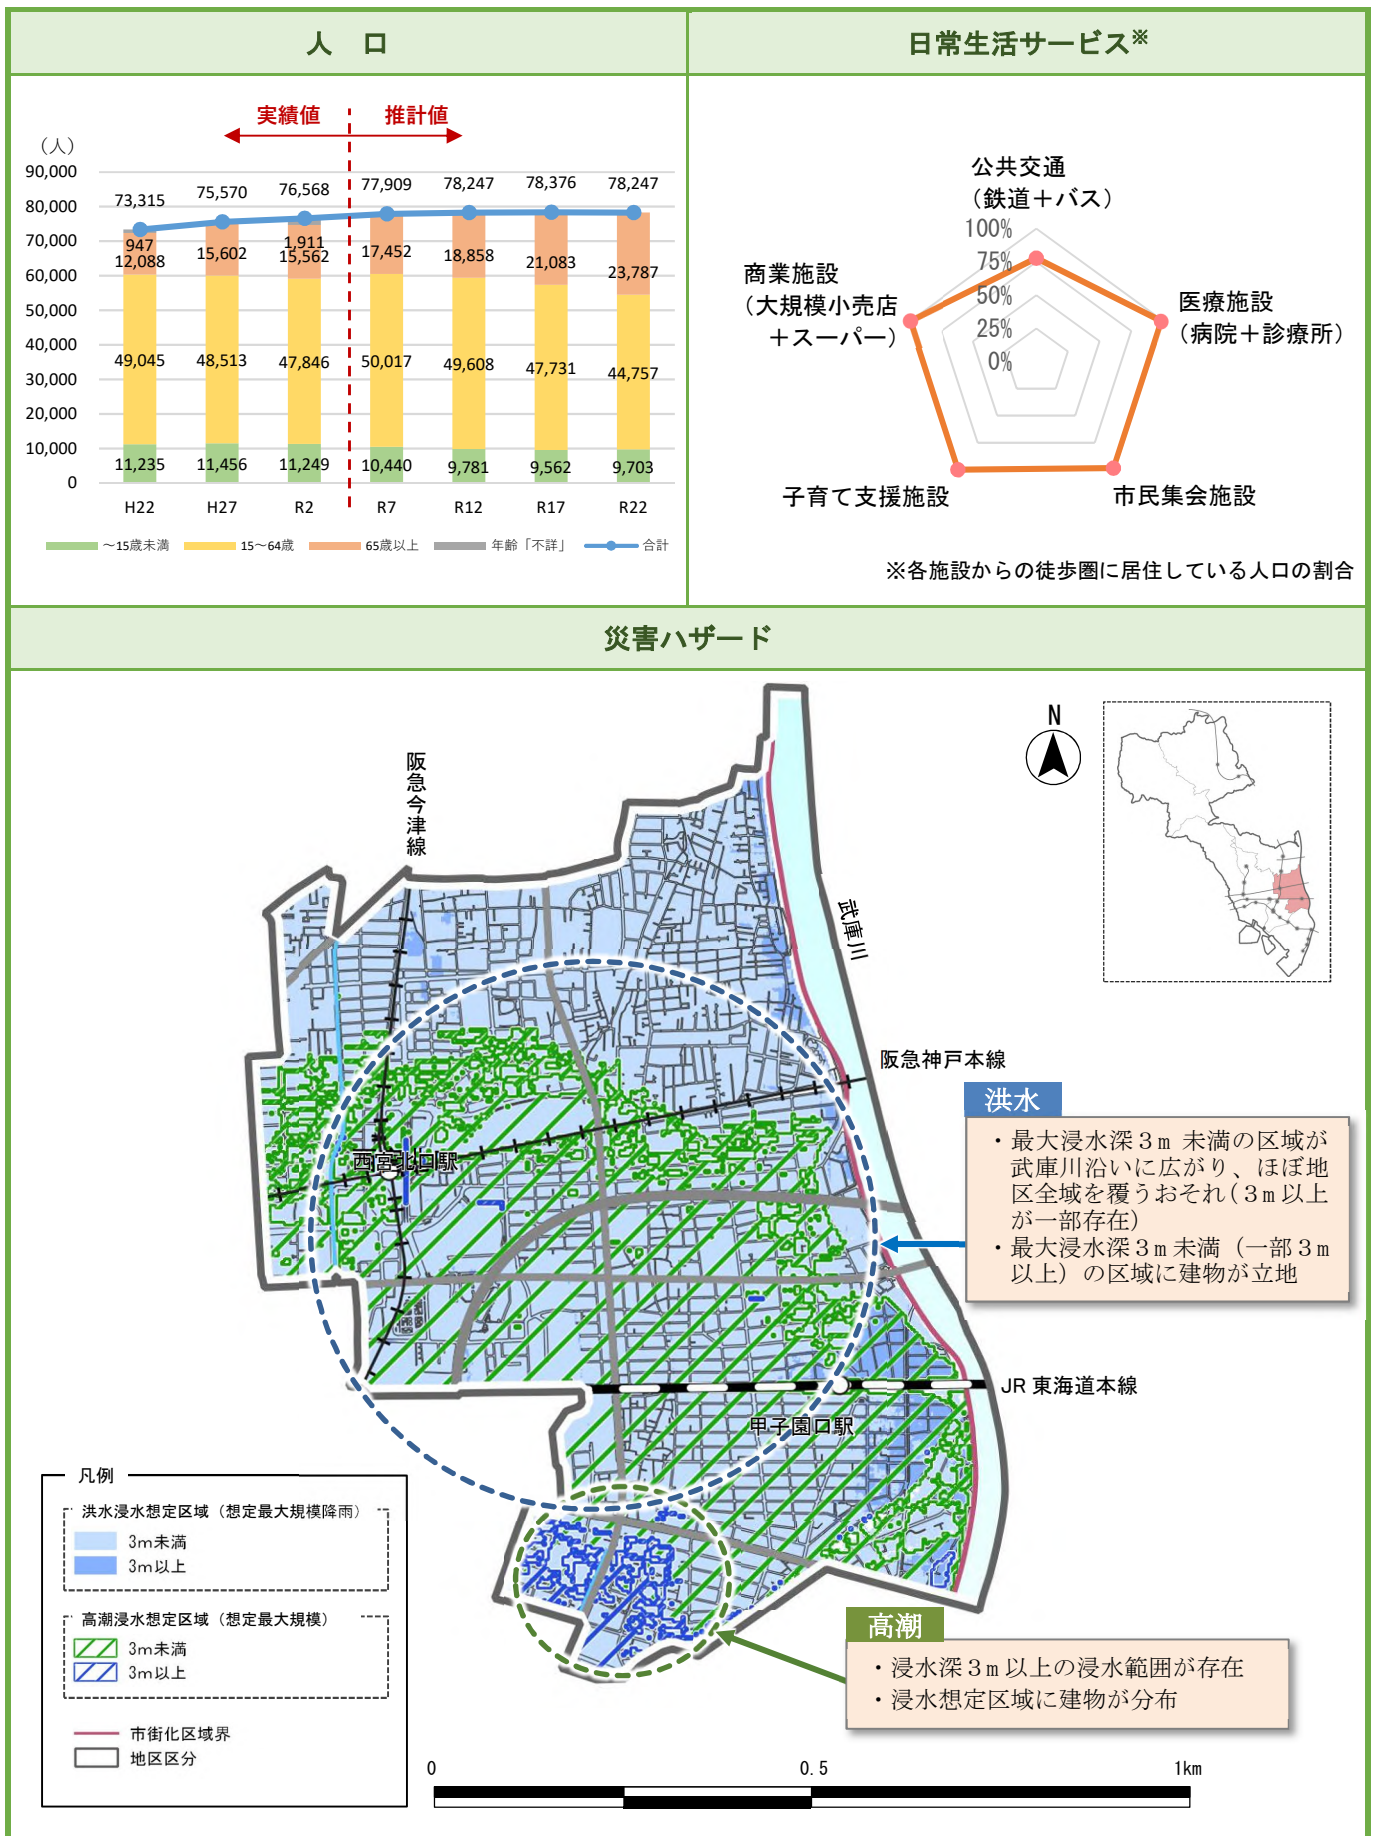 人　口
日常生活サービス※
実績値
推計値
（人）
90,000
80,000
70,000
60,000
50,000
40,000
30,000
20,000
10,000
0
73,315
75,570
76,568
77,909
78,247
78,376
78,247
947
1,911
12,088
15,602
15,562
17,452
18,858
21,083
23,787
49,045
48,513
47,846
50,017
49,608
47,731
44,757
11,235
11,456
11,249
10,440
9,781
9,562
9,703
H22
H27
R2
R7
R12
R17
R22
～15歳未満
15～64歳
65歳以上
年齢「不詳」
合計
公共交通
（鉄道＋バス）
100%
75%
50%
25%
0%
商業施設
（大規模小売店
＋スーパー）
医療施設
（病院＋診療所）
子育て支援施設
市民集会施設
※各施設からの徒歩圏に居住している人口の割合
災害ハザード
N
阪急今津線
武庫川
阪急神戸本線
西宮北口駅
洪水
・最大浸水深３ｍ 未満の区域が
武庫川沿いに広がり、ほぼ地
区全域を覆うおそれ（３ｍ以上
が一部存在）
・最大浸水深３ｍ 未満（一部３ｍ
以上）の区域に建物が立地
JR 東海道本線
甲子園口駅
凡例
洪水浸水想定区域（想定最大規模降雨）
3ｍ未満
3ｍ以上
高潮浸水想定区域（想定最大規模）
3ｍ未満
3ｍ以上
市街化区域界
地区区分
高潮
・浸水深３ｍ以上の浸水範囲が存在
・浸水想定区域に建物が分布
0
0.5
1km